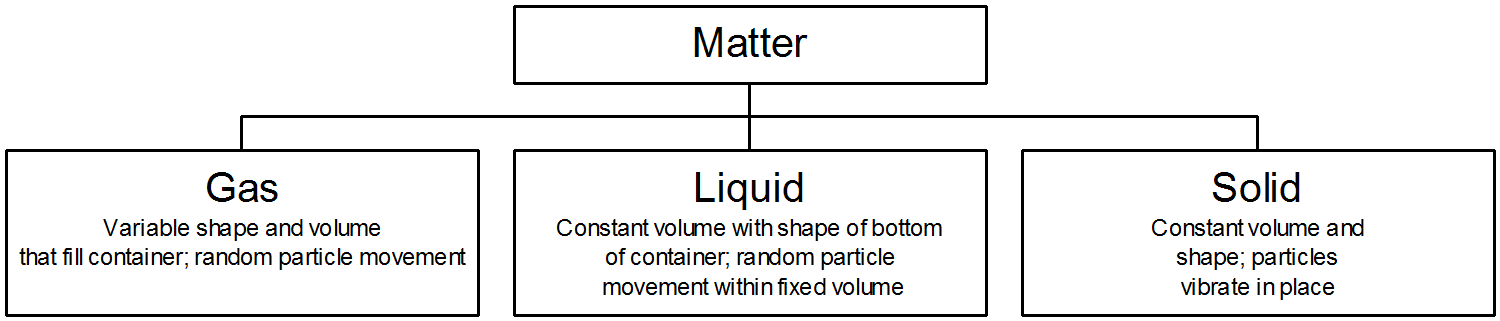 Matter
Gas
Variable shape and volume
that fill container; random particle movement
Liquid
Constant volume with shape of bottom
of container; random particle
movement within fixed volume
Solid
Constant volume and
shape; particles
vibrate in place